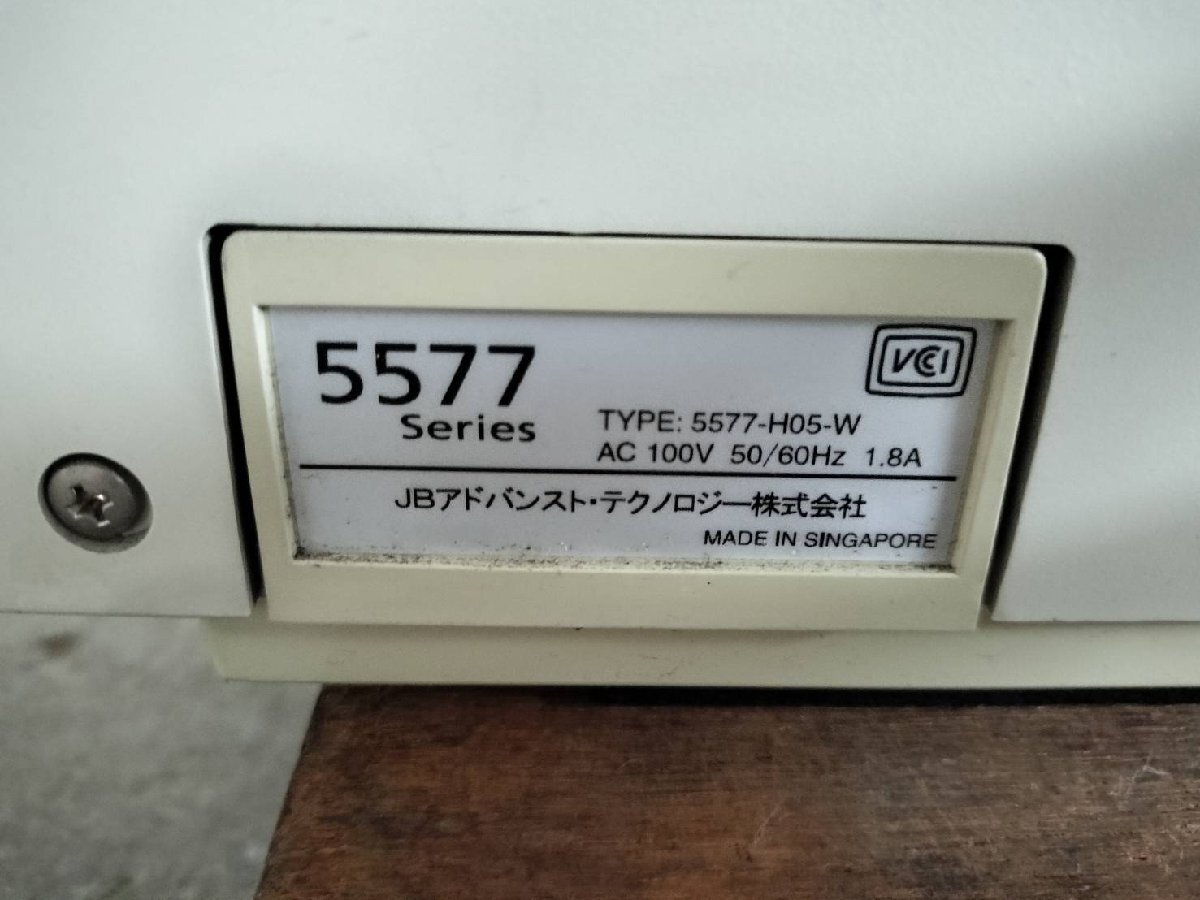 5577
Series
VCCI
TYPE: 5577-H05-W
AC 100V 50/60Hz 1.8A
JBアドバンスト・テクノロジー株式会社
MADE IN SINGAPORE